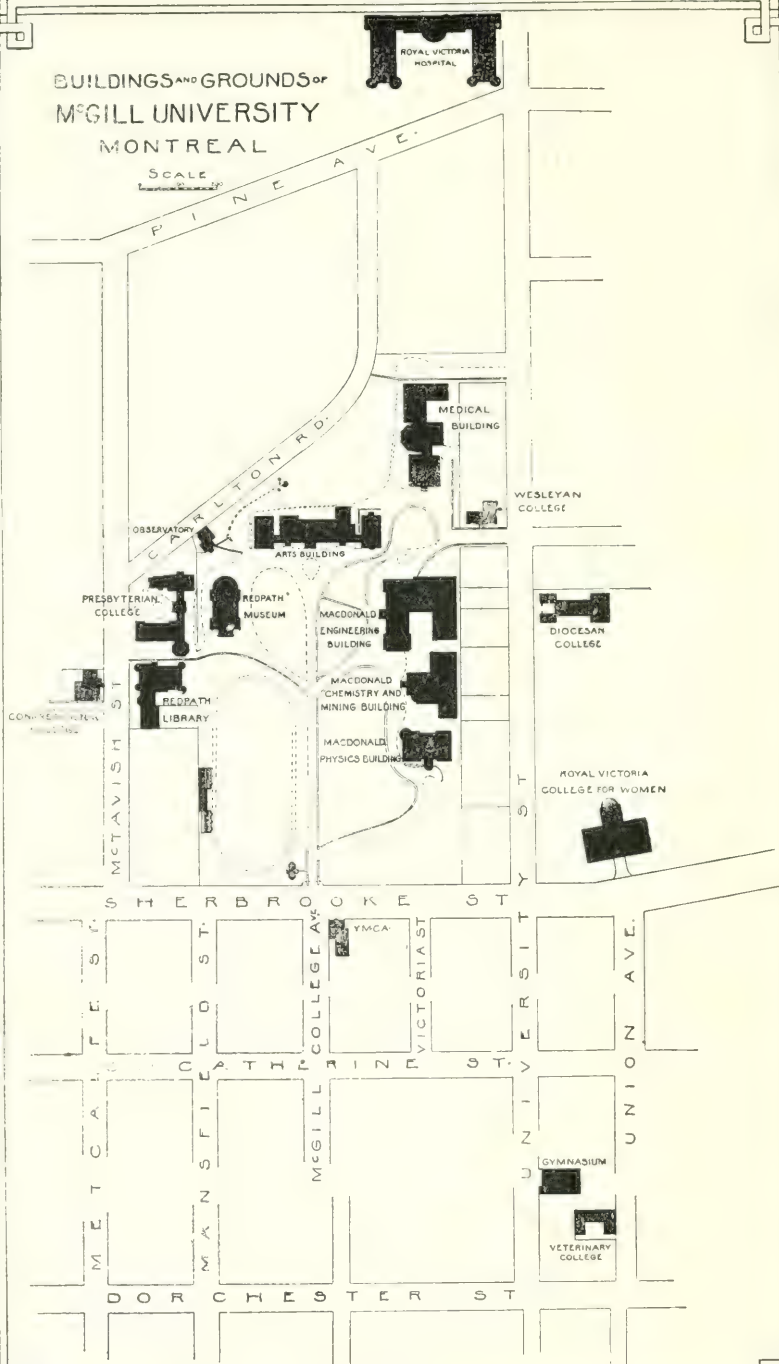 ROYAL VICTORIA
HOSPITAL
BUILDINGS AND GROUNDS OF
McGILL UNIVERSITY
MONTREAL
SCALE
PINE AVE.
CARLTON RD.
MEDICAL
BUILDING
WESLEYAN
COLLEGE
OBSERVATORY
ARTS BUILDING
PRESBYTERIAN
COLLEGE
REDPATH
MUSEUM
MACDONALD
ENGINEERING
BUILDING
DIOCESAN
COLLEGE
MACDONALD
CHEMISTRY AND
MINING BUILDING
REDPATH
LIBRARY
MACDONALD
PHYSICS BUILDING
ROYAL VICTORIA
COLLEGE FOR WOMEN
McTAVISH ST
SHERBROOKE ST
YMCA
METCALFE ST.
MANSFIELD ST.
McGILL COLLEGE AVE
VICTORIA ST
UNIVERSITY ST
UNION AVE.
CATHERINE ST.
GYMNASIUM
VETERINARY
COLLEGE
DORCHESTER ST